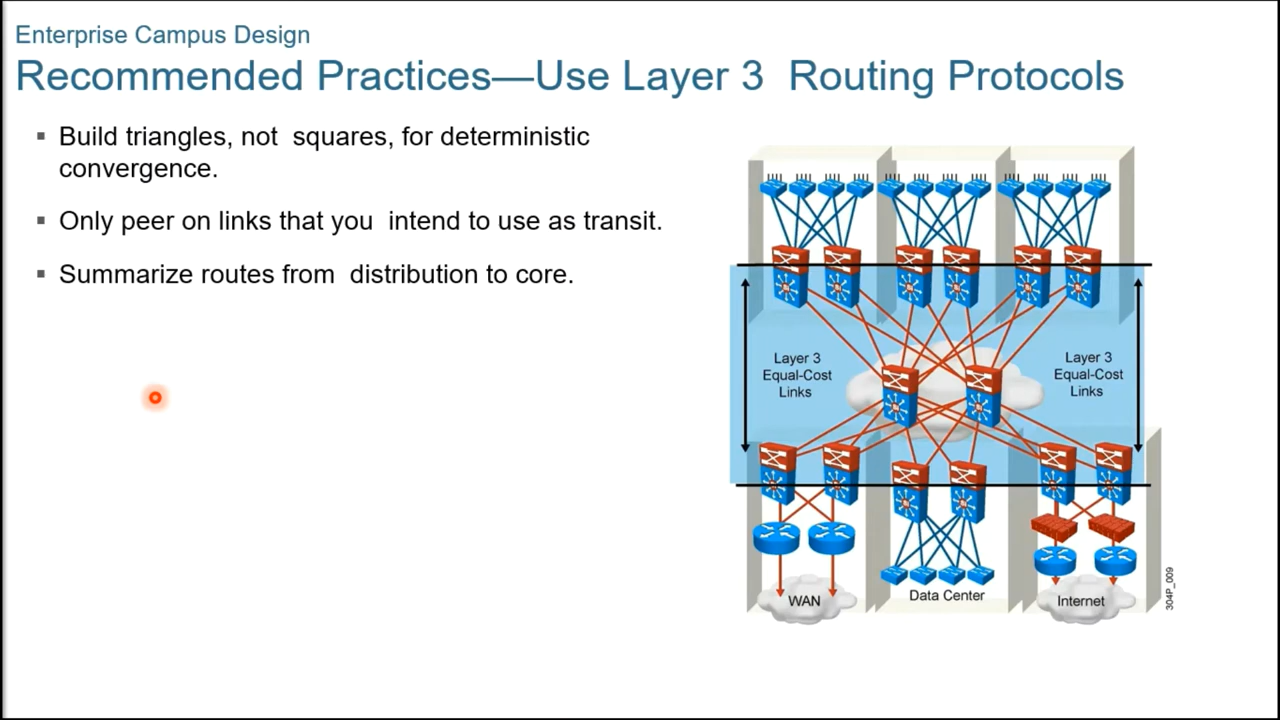 Enterprise Campus Design
Recommended Practices—Use Layer 3  Routing Protocols
Build triangles, not  squares, for deterministic
convergence.
Only peer on links that you  intend to use as transit.
Summarize routes from  distribution to core.
Layer 3
Equal-Cost
Links
Layer 3
Equal-Cost
Links
WAN
Data Center
Internet
304P_009